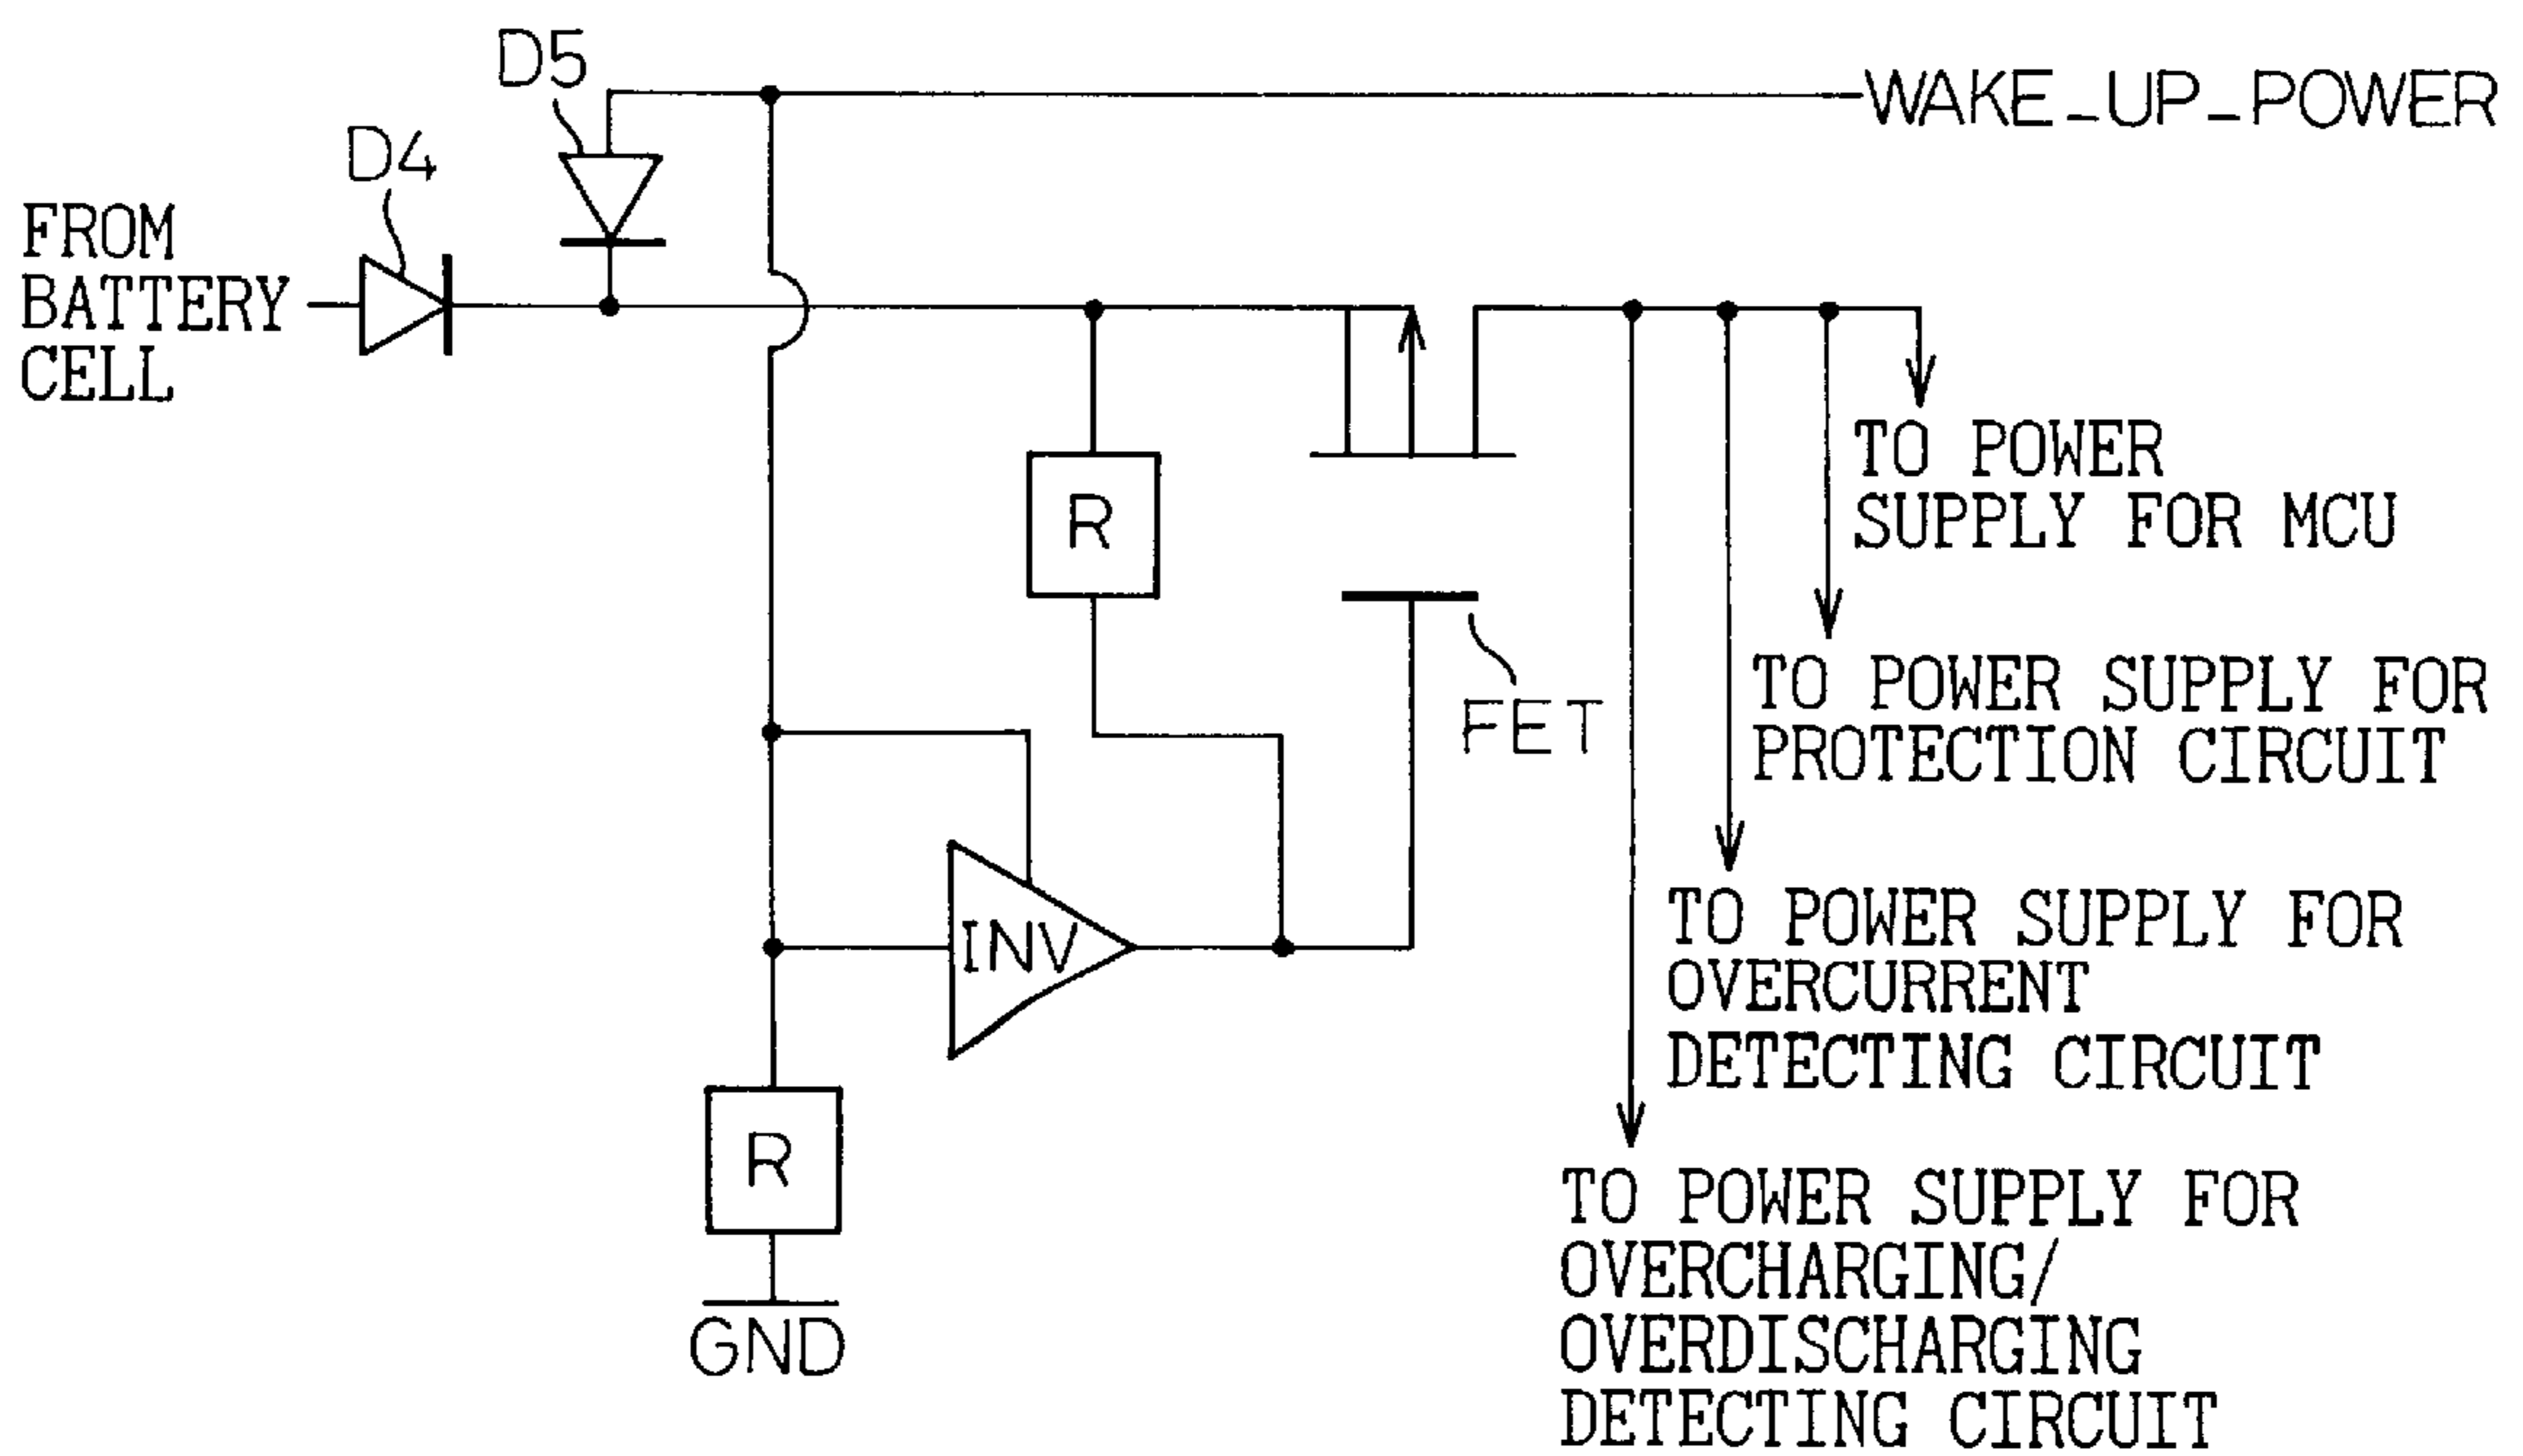 D5
WAKE_UP_POWER
D4
FROM
BATTERY
CELL
R
TO POWER
SUPPLY FOR MCU
FET
TO POWER SUPPLY FOR
PROTECTION CIRCUIT
INV
TO POWER SUPPLY FOR
OVERCURRENT
DETECTING CIRCUIT
R
GND
TO POWER SUPPLY FOR
OVERCHARGING/
OVERDISCHARGING
DETECTING CIRCUIT